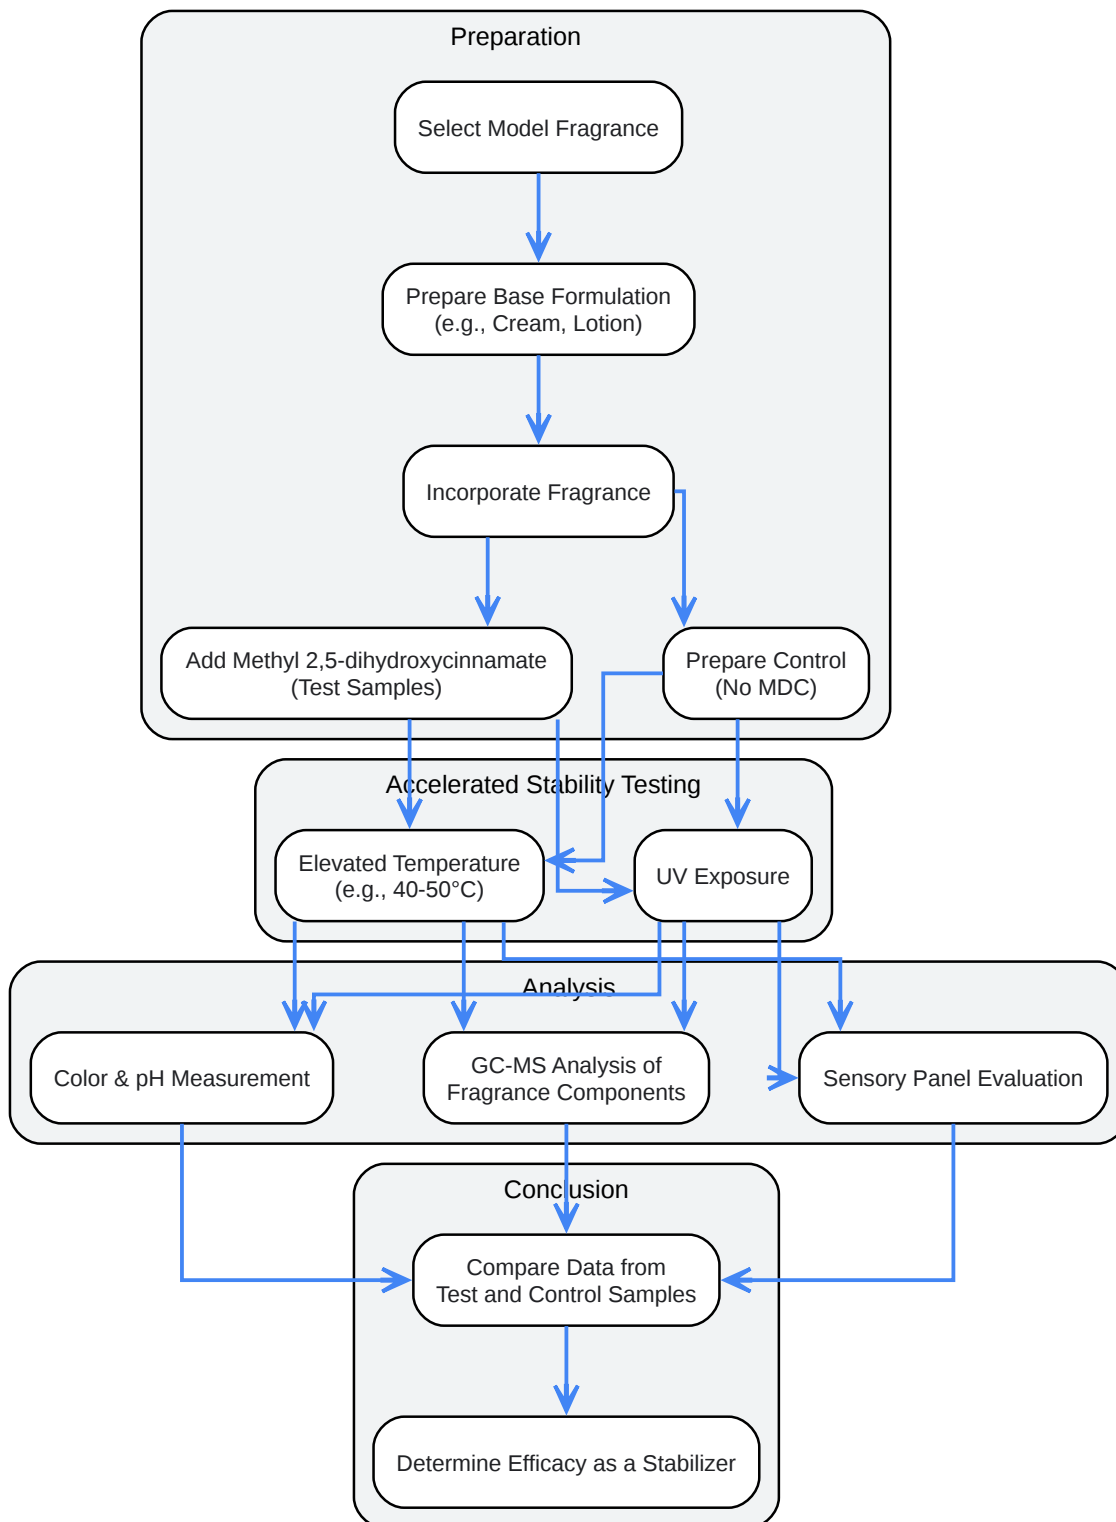 Preparation
Select Model Fragrance
Prepare Base Formulation
(e.g., Cream, Lotion)
Incorporate Fragrance
Add Methyl 2,5-dihydroxycinnamate
(Test Samples)
Prepare Control
(No MDC)
Accelerated Stability Testing
Elevated Temperature
(e.g., 40-50°C)
UV Exposure
Analysis
Color & pH Measurement
GC-MS Analysis of
Fragrance Components
Sensory Panel Evaluation
Conclusion
Compare Data from
Test and Control Samples
Determine Efficacy as a Stabilizer